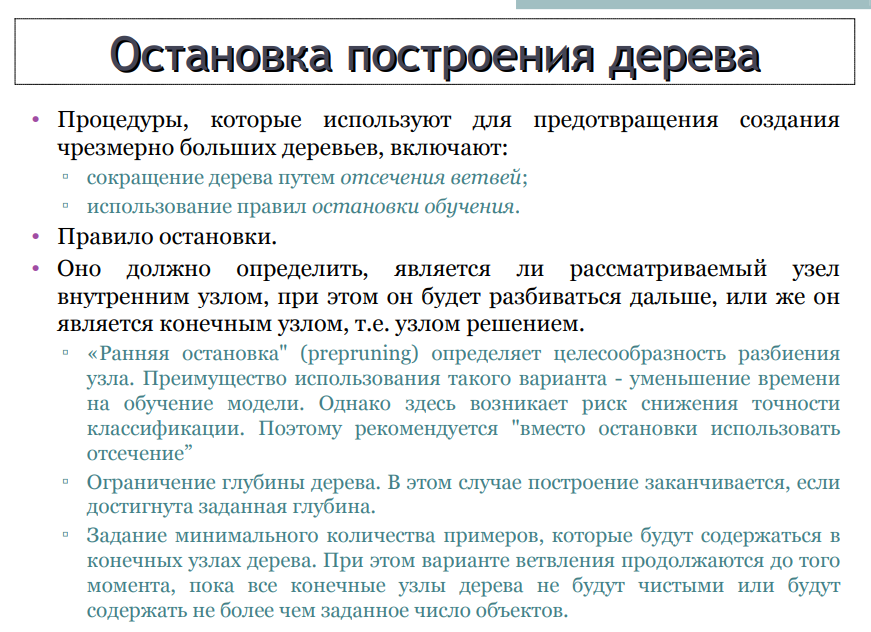 Остановка построения дерева
• Процедуры, которые используют для предотвращения создания
чрезмерно больших деревьев, включают:
▫ сокращение дерева путем отсечения ветвей;
▫ использование правил остановки обучения.
• Правило остановки.
• Оно должно определить, является ли рассматриваемый узел
внутренним узлом, при этом он будет разбиваться дальше, или же он
является конечным узлом, т.е. узлом решением.
▫ «Ранняя остановка" (prepruning) определяет целесообразность разбиения
узла. Преимущество использования такого варианта - уменьшение времени
на обучение модели. Однако здесь возникает риск снижения точности
классификации. Поэтому рекомендуется "вместо остановки использовать
отсечение”
▫ Ограничение глубины дерева. В этом случае построение заканчивается, если
достигнута заданная глубина.
▫ Задание минимального количества примеров, которые будут содержаться в
конечных узлах дерева. При этом варианте ветвления продолжаются до того
момента, пока все конечные узлы дерева не будут чистыми или будут
содержать не более чем заданное число объектов.